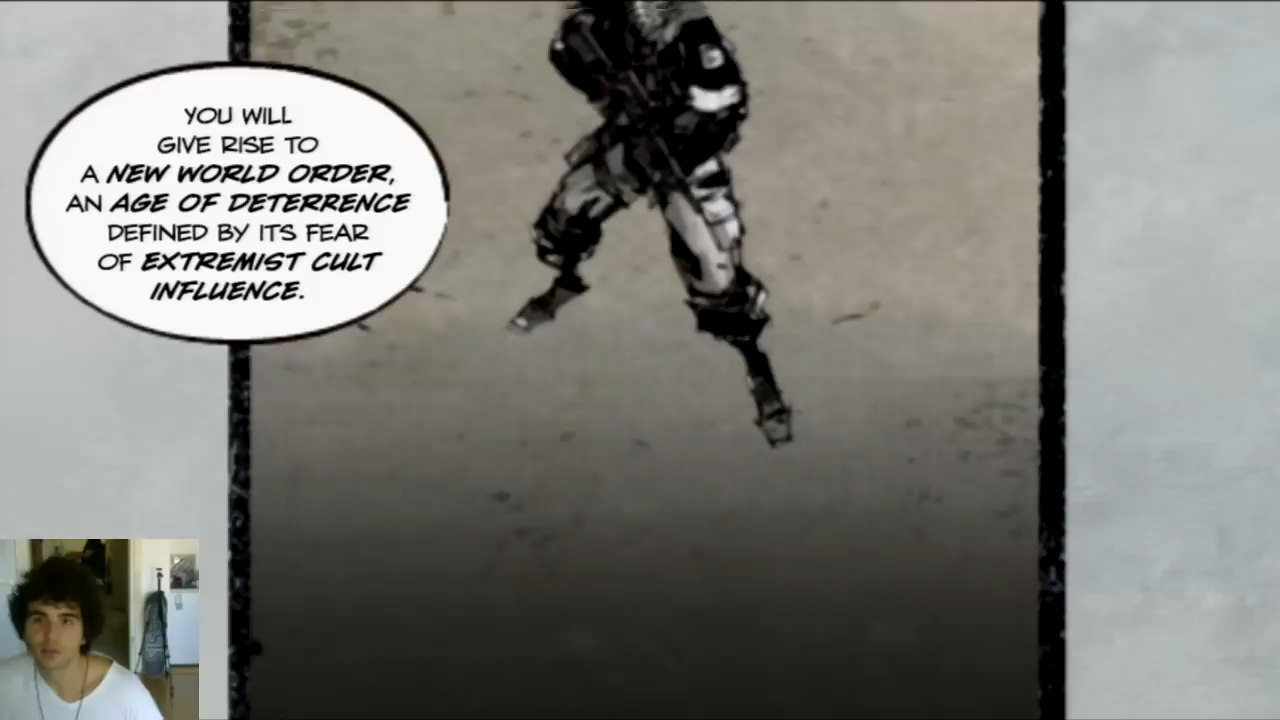 YOU WILL
GIVE RISE TO
A NEW WORLD ORDER,
AN AGE OF DETERRENCE
DEFINED BY ITS FEAR
OF EXTREMIST CULT
INFLUENCE.